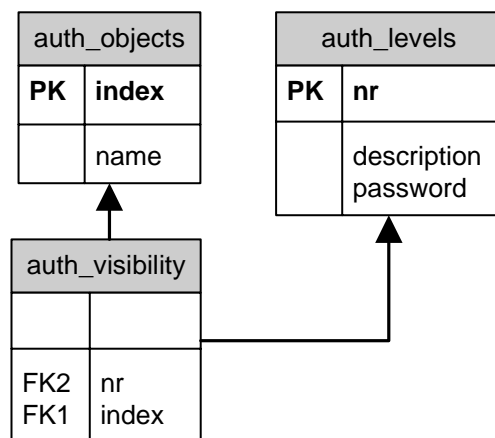 auth_objects
PK index
name
auth_levels
PK nr
description
password
auth_visibility
FK2 nr
FK1 index